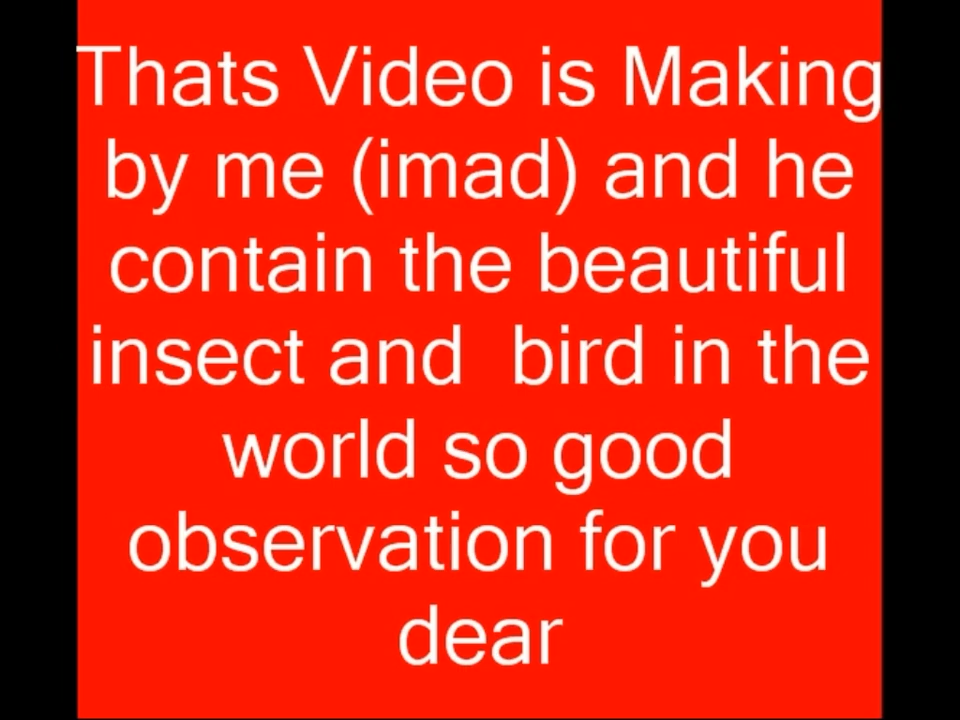 Thats Video is Making
by me (imad) and he
contain the beautiful
insect and  bird in the
world so good
observation for you
dear